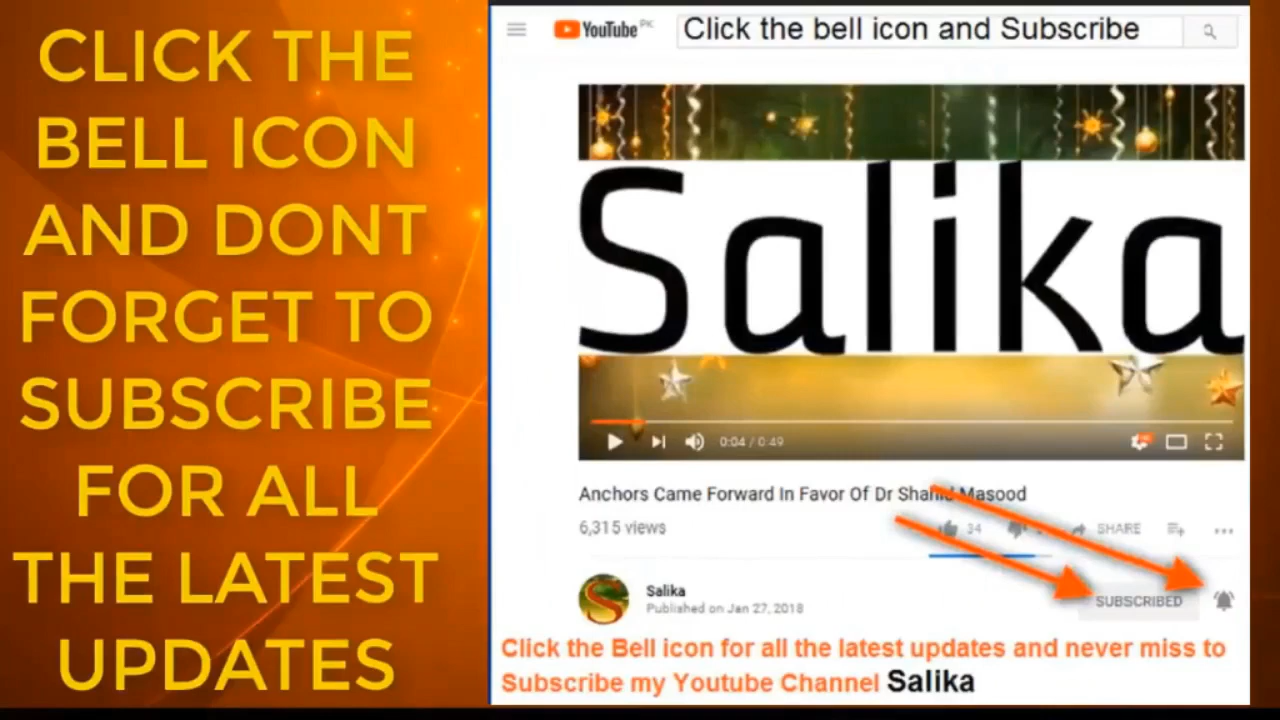 CLICK THE
BELL ICON
AND DONT
FORGET TO
SUBSCRIBE
FOR ALL
THE LATEST
UPDATES
YouTube PK
Click the bell icon and Subscribe
Salika
0:04 / 0:49
Anchors Came Forward In Favor Of Dr Shahid Masood
6,315 views
34
SHARE
Salika
Published on Jan 27, 2018
SUBSCRIBED
Click the Bell icon for all the latest updates and never miss to
Subscribe my Youtube Channel Salika